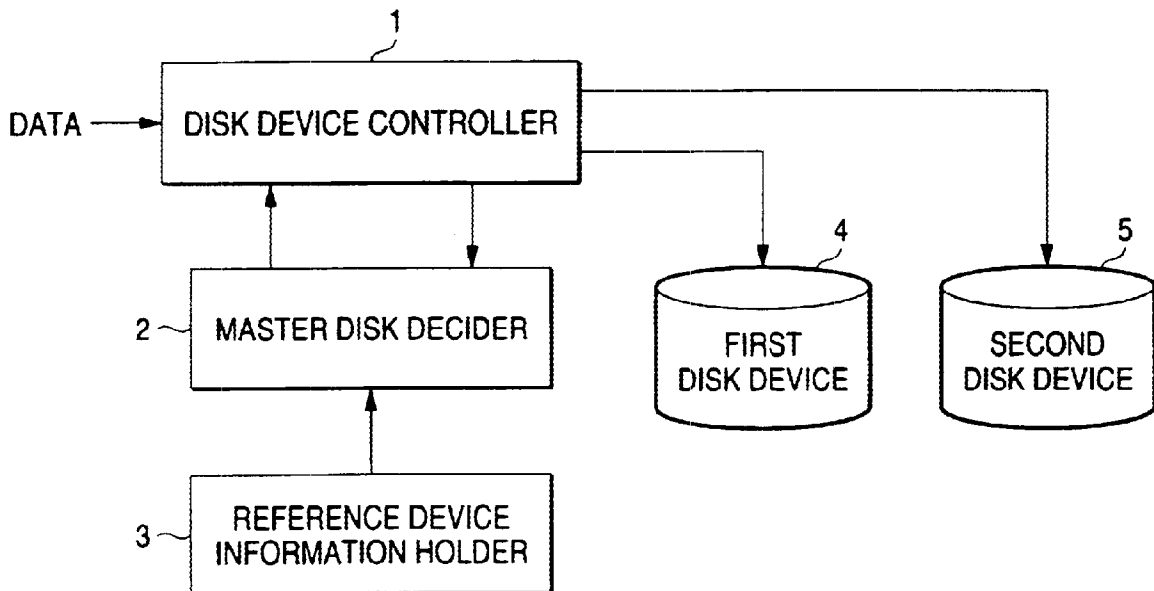 1
DATA
DISK DEVICE CONTROLLER
4
5
2
MASTER DISK DECIDER
FIRST
DISK DEVICE
SECOND
DISK DEVICE
3
REFERENCE DEVICE
INFORMATION HOLDER